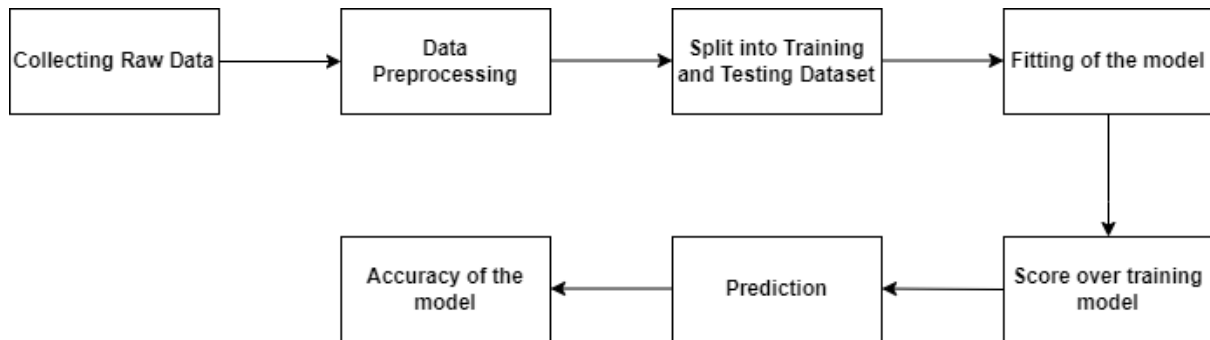 Collecting Raw Data
Data
Preprocessing
Split into Training
and Testing Dataset
Fitting of the model
Score over training
model
Prediction
Accuracy of the
model